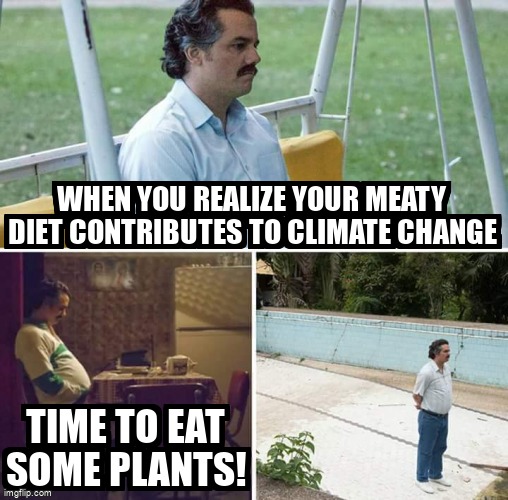 WHEN YOU REALIZE YOUR MEATY
DIET CONTRIBUTES TO CLIMATE CHANGE
TIME TO EAT
SOME PLANTS!
imgflip.com